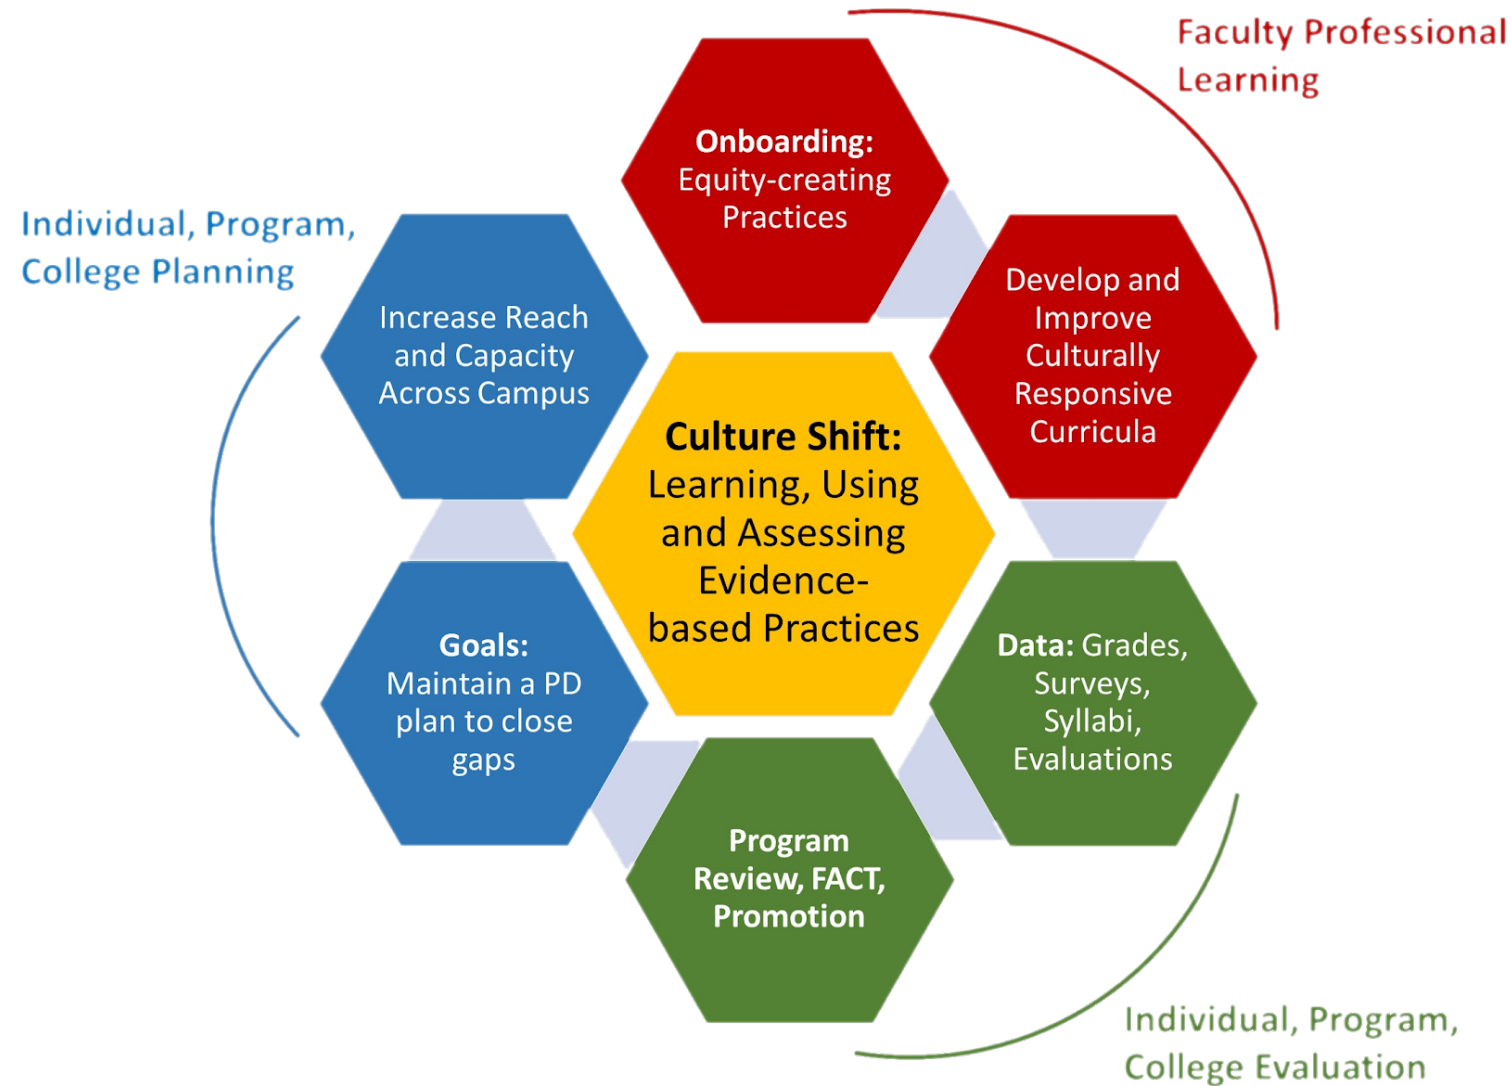 Faculty Professional
Learning
Onboarding:
Equity-creating
Practices
Individual, Program,
College Planning
Increase Reach
and Capacity
Across Campus
Develop and
Improve
Culturally
Responsive
Curricula
Culture Shift:
Learning, Using
and Assessing
Evidence-
based Practices
Goals:
Maintain a PD
plan to close
gaps
Data: Grades,
Surveys,
Syllabi,
Evaluations
Program
Review, FACT,
Promotion
Individual, Program,
College Evaluation